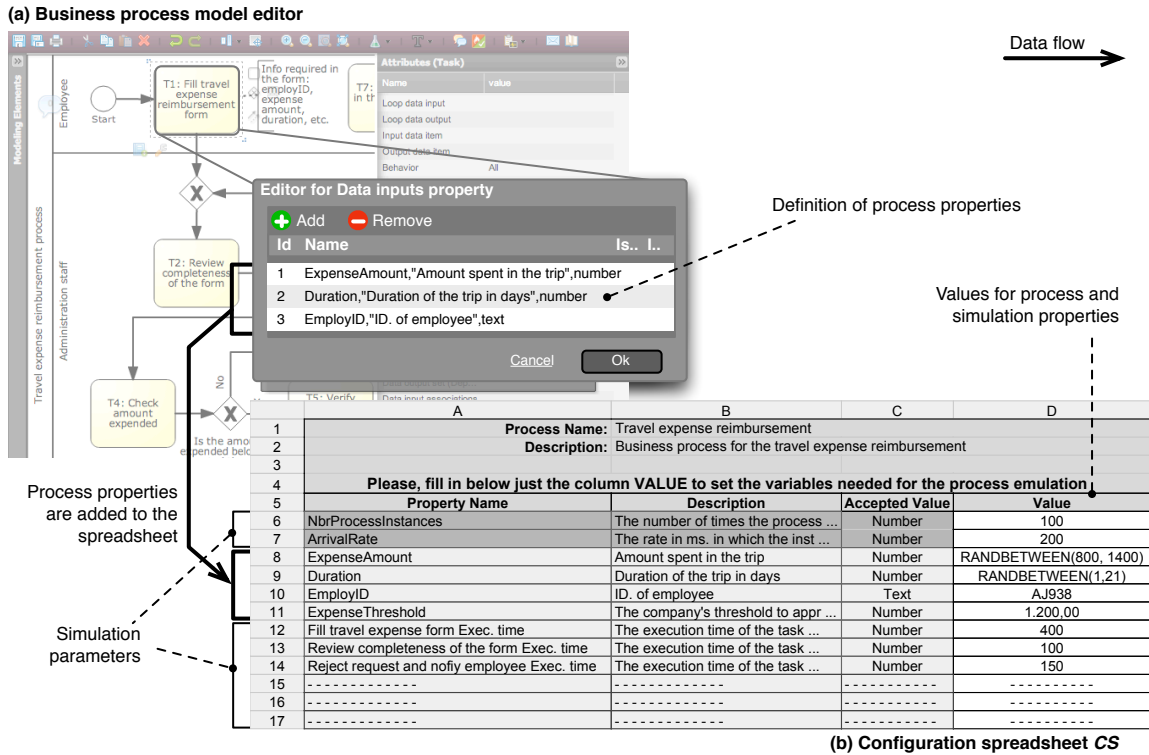 (a) Business process model editor
Data flow
Attributes (Task)
Name value
Loop data input
Loop data output
Input data item
Output data item
Behavior All
Modeling Elements
Travel expense reimbursement process
Employee
Administration staff
Start
T1: Fill travel
expense
reimbursement
form
Info required in
the form:
employID,
expense
amount,
duration, etc.
T7:
in th
X
T2: Review
completeness
of the form
T4: Check
amount
expended
No
X
Is the amo
expended belo
T5: Verify
Data input associations
Editor for Data inputs property
Add Remove
Id Name Is.. I..
1 ExpenseAmount,"Amount spent in the trip",number
2 Duration,"Duration of the trip in days",number
3 EmployID,"ID. of employee",text
Cancel Ok
Definition of process properties
Values for process and
simulation properties
Process properties
are added to the
spreadsheet
Simulation
parameters
A B C D
1 Process Name: Travel expense reimbursement
2 Description: Business process for the travel expense reimbursement
3
4 Please, fill in below just the column VALUE to set the variables needed for the process emulation
5 Property Name Description Accepted Value Value
6 NbrProcessInstances The number of times the process ... Number 100
7 ArrivalRate The rate in ms. in which the inst ... Number 200
8 ExpenseAmount Amount spent in the trip Number RANDBETWEEN(800, 1400)
9 Duration Duration of the trip in days Number RANDBETWEEN(1,21)
10 EmployID ID. of employee Text AJ938
11 ExpenseThreshold The company's threshold to appr ... Number 1.200,00
12 Fill travel expense form Exec. time The execution time of the task ... Number 400
13 Review completeness of the form Exec. time The execution time of the task ... Number 100
14 Reject request and nofiy employee Exec. time The execution time of the task ... Number 150
15 - - - - - - - - - - - - - - - - - - - - - - - - - - - - - - - - - - - - - - - - - - - - - -
16 - - - - - - - - - - - - - - - - - - - - - - - - - - - - - - - - - - - - - - - - - - - - - -
17 - - - - - - - - - - - - - - - - - - - - - - - - - - - - - - - - - - - - - - - - - - - - - -
(b) Configuration spreadsheet CS